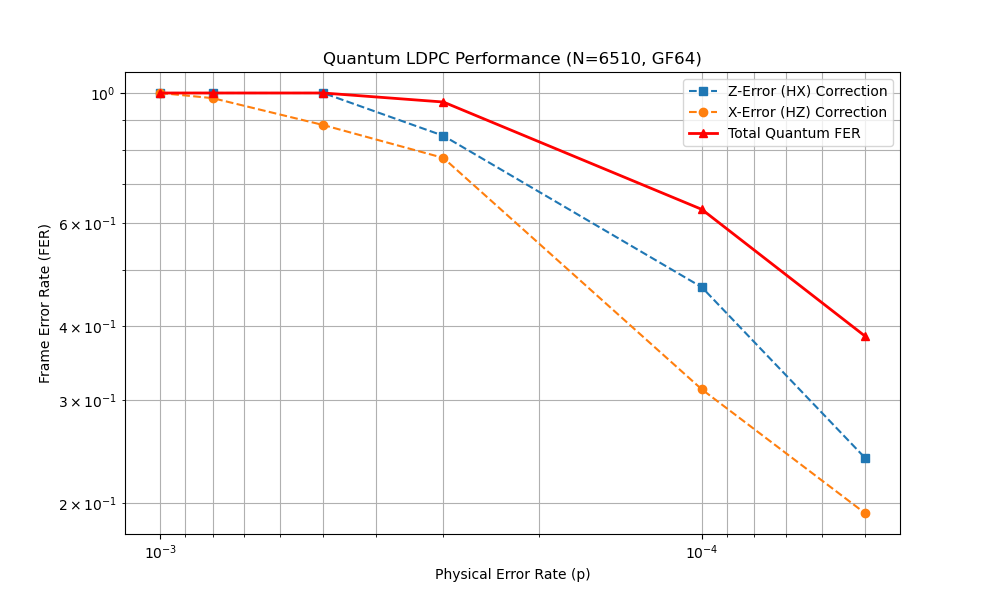 Quantum LDPC Performance (N=6510, GF64)
Z-Error (HX) Correction
X-Error (HZ) Correction
Total Quantum FER
Frame Error Rate (FER)
10⁰
6 × 10⁻¹
4 × 10⁻¹
3 × 10⁻¹
2 × 10⁻¹
10⁻³ 10⁻⁴
Physical Error Rate (p)